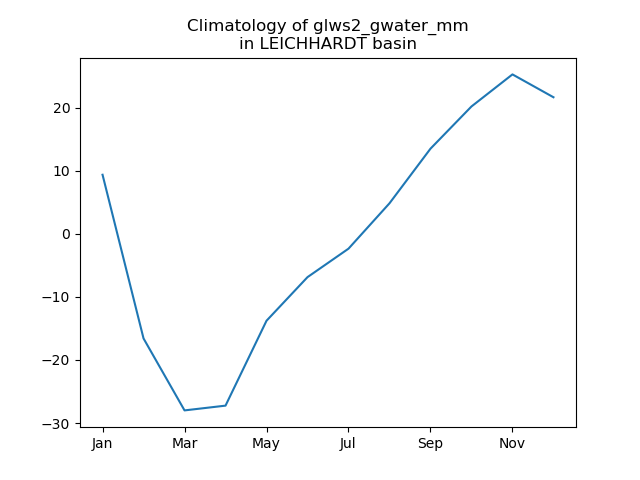 Climatology of glws2_gwater_mm
in LEICHHARDT basin
20
10
0
−10
−20
−30
Jan
Mar
May
Jul
Sep
Nov